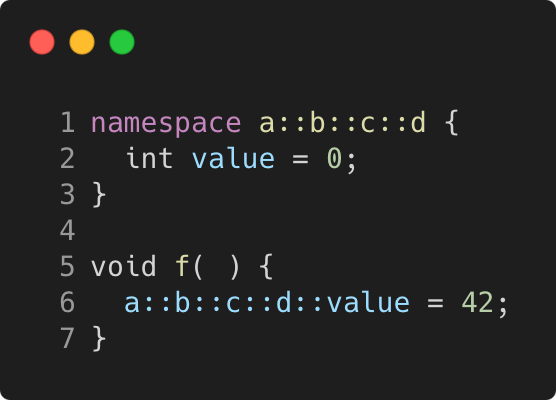 1 namespace a::b::c::d {
2   int value = 0;
3 }
4
5 void f( ) {
6   a::b::c::d::value = 42;
7 }